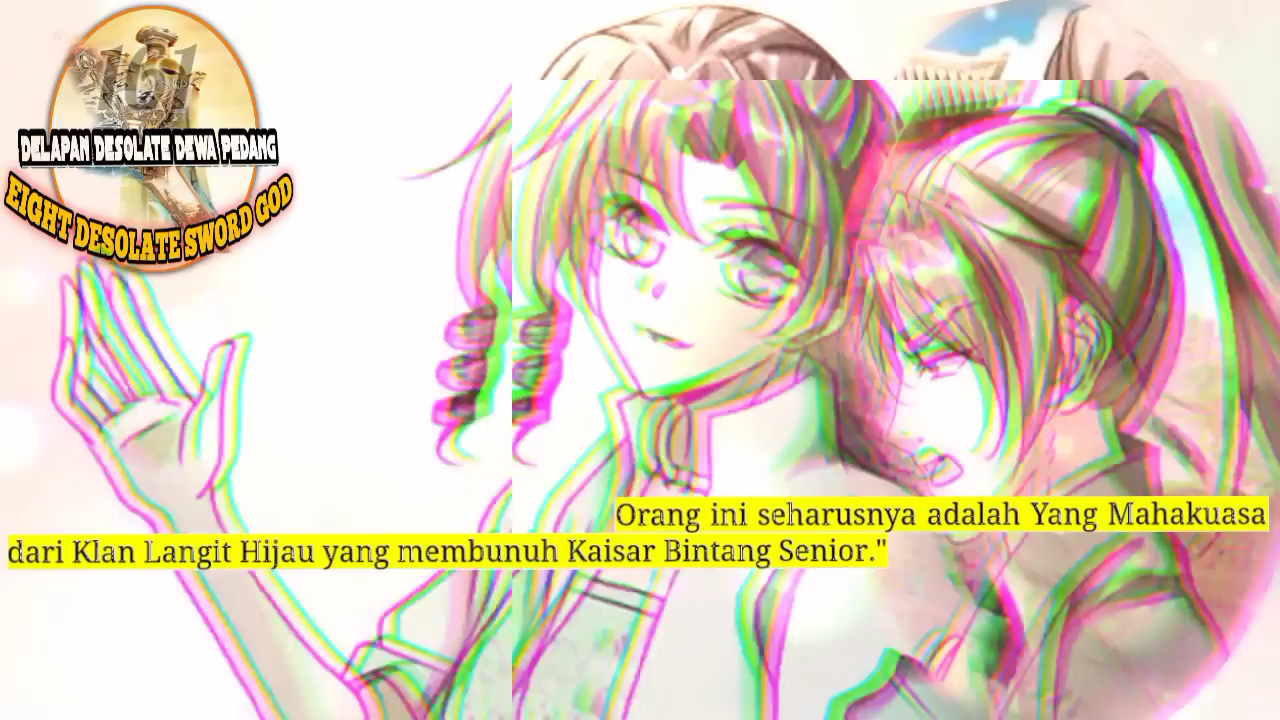 161
DELAPAN DESOLATE DEWA PEDANG
EIGHT DESOLATE SWORD GOD
Orang ini seharusnya adalah Yang Mahakuasa
dari Klan Langit Hijau yang membunuh Kaisar Bintang Senior."